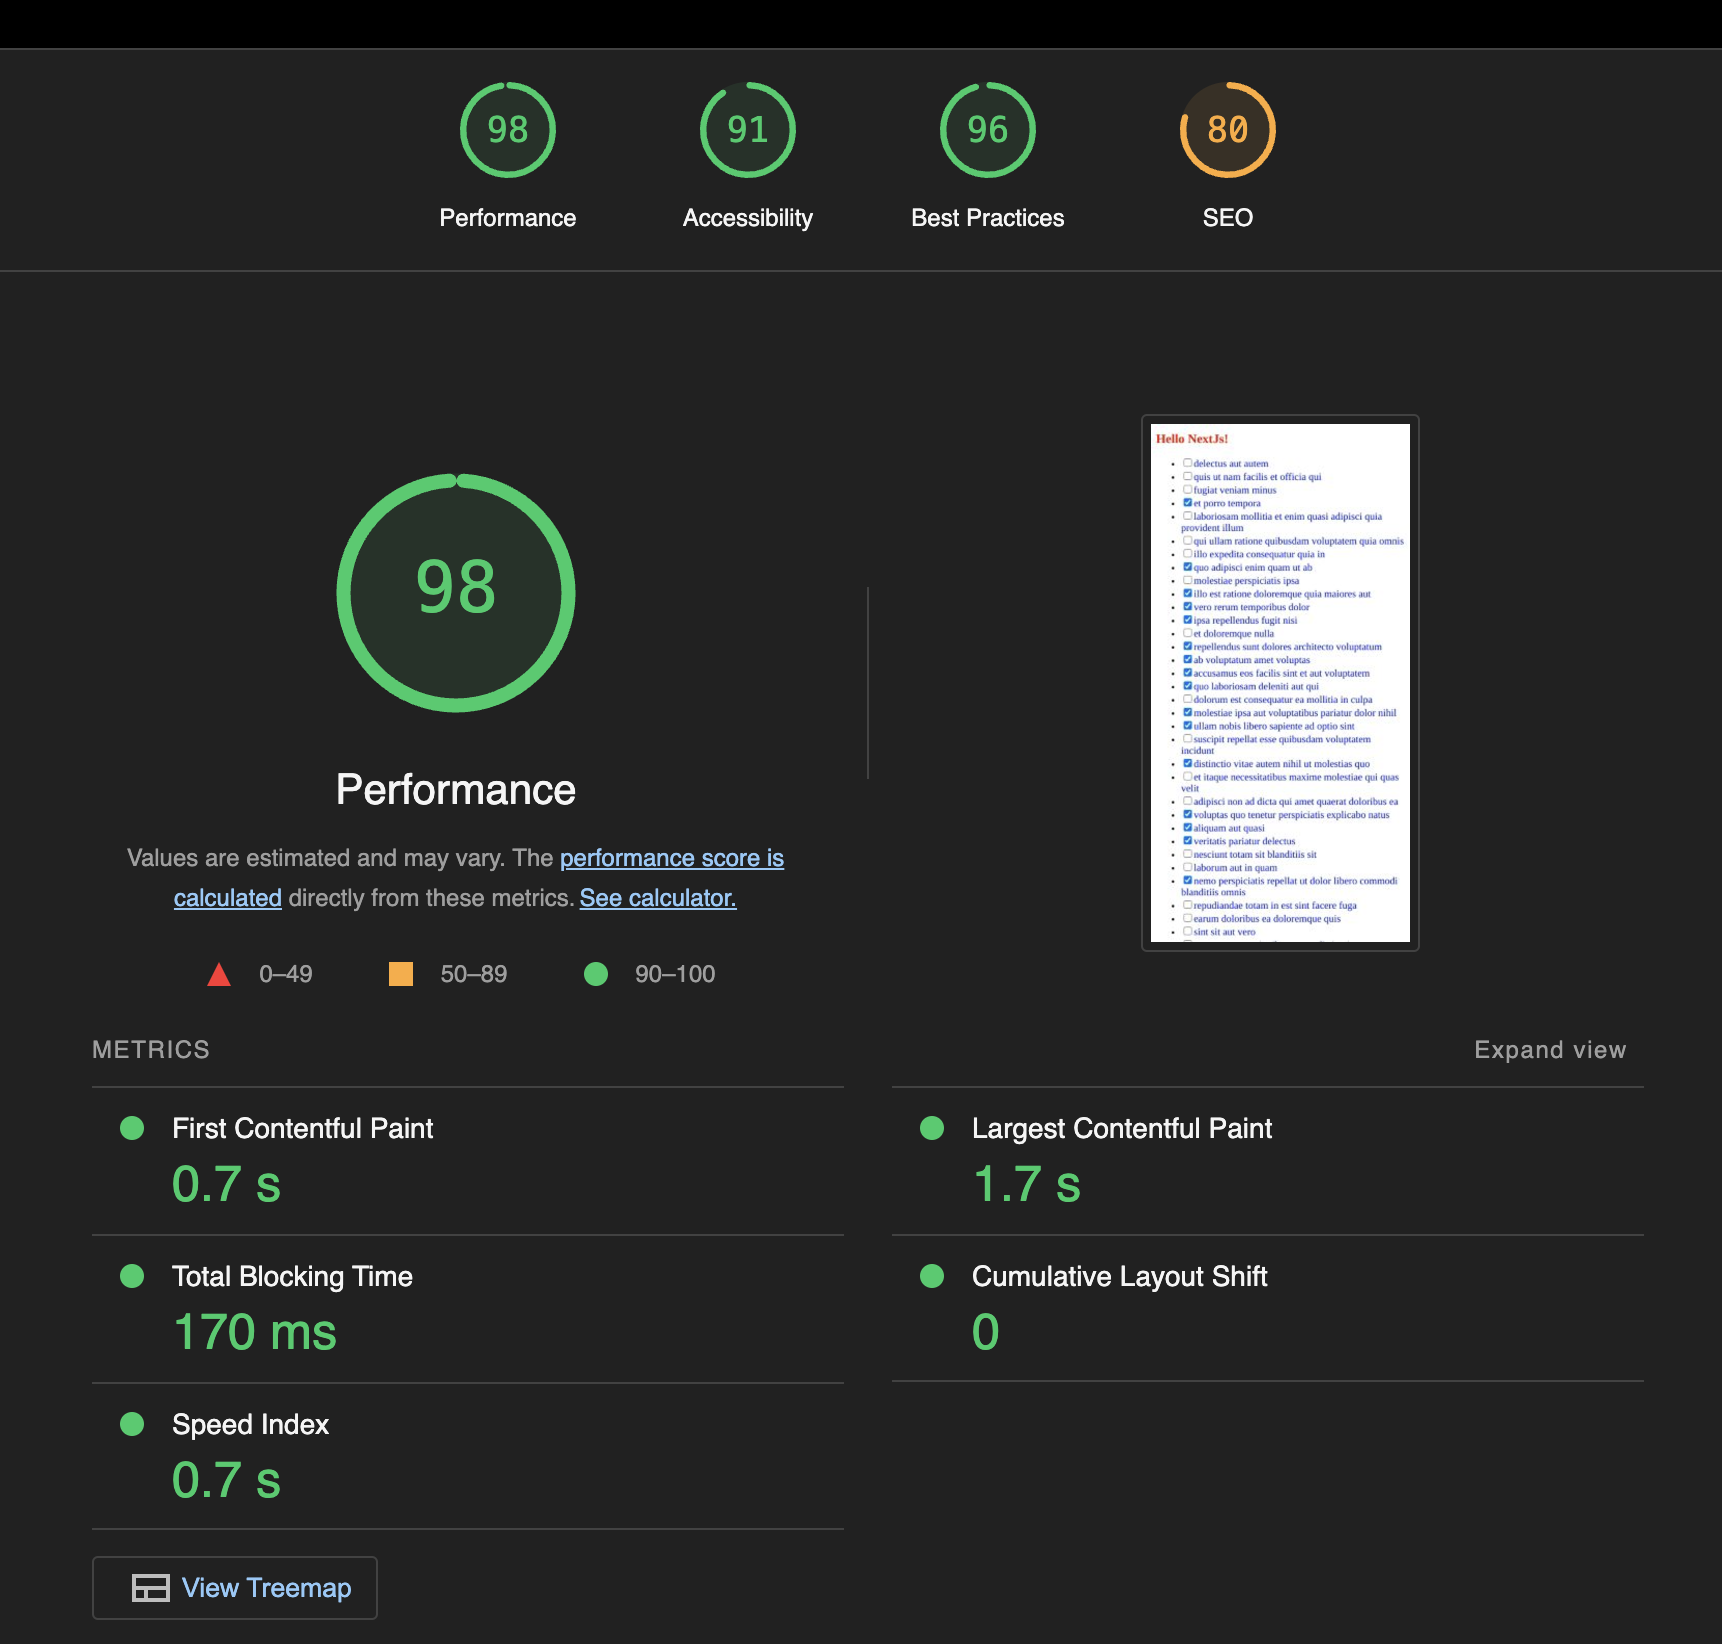 98
91
96
80
Performance
Accessibility
Best Practices
SEO
98
Performance
Values are estimated and may vary. The performance score is
calculated directly from these metrics. See calculator.
0–49
50–89
90–100
Hello NextJs!
delectus aut autem
quis ut nam facilis et officia qui
fugiat veniam minus
et porro tempora
laboriosam mollitia et enim quasi adipisci quia
provident illum
qui ullam ratione quibusdam voluptatem quia omnis
illo expedita consequatur quia in
quo adipisci enim quam ut ab
molestiae perspiciatis ipsa
illo est ratione doloremque quia maiores aut
vero rerum temporibus dolor
ipsa repellendus fugit nisi
et doloremque nulla
repellendus sunt dolores architecto voluptatum
ab voluptatum amet voluptas
accusamus eos facilis sint et aut voluptatem
quo laboriosam deleniti aut qui
dolorum est consequatur ea mollitia in culpa
molestiae ipsa aut voluptatibus pariatur dolor nihil
ullam nobis libero sapiente ad optio sint
suscipit repellat esse quibusdam voluptatem
incidunt
distinctio vitae autem nihil ut molestias quo
et itaque necessitatibus maxime molestiae qui quas
velit
adipisci non ad dicta qui amet quaerat doloribus ea
voluptas quo tenetur perspiciatis explicabo natus
aliquam aut quasi
veritatis pariatur delectus
nesciunt totam sit blanditiis sit
laborum aut in quam
nemo perspiciatis repellat ut dolor libero commodi
blanditiis omnis
repudiandae totam in est sint facere fuga
earum doloribus ea doloremque quis
sint sit aut vero
METRICS
Expand view
First Contentful Paint
0.7 s
Largest Contentful Paint
1.7 s
Total Blocking Time
170 ms
Cumulative Layout Shift
0
Speed Index
0.7 s
View Treemap